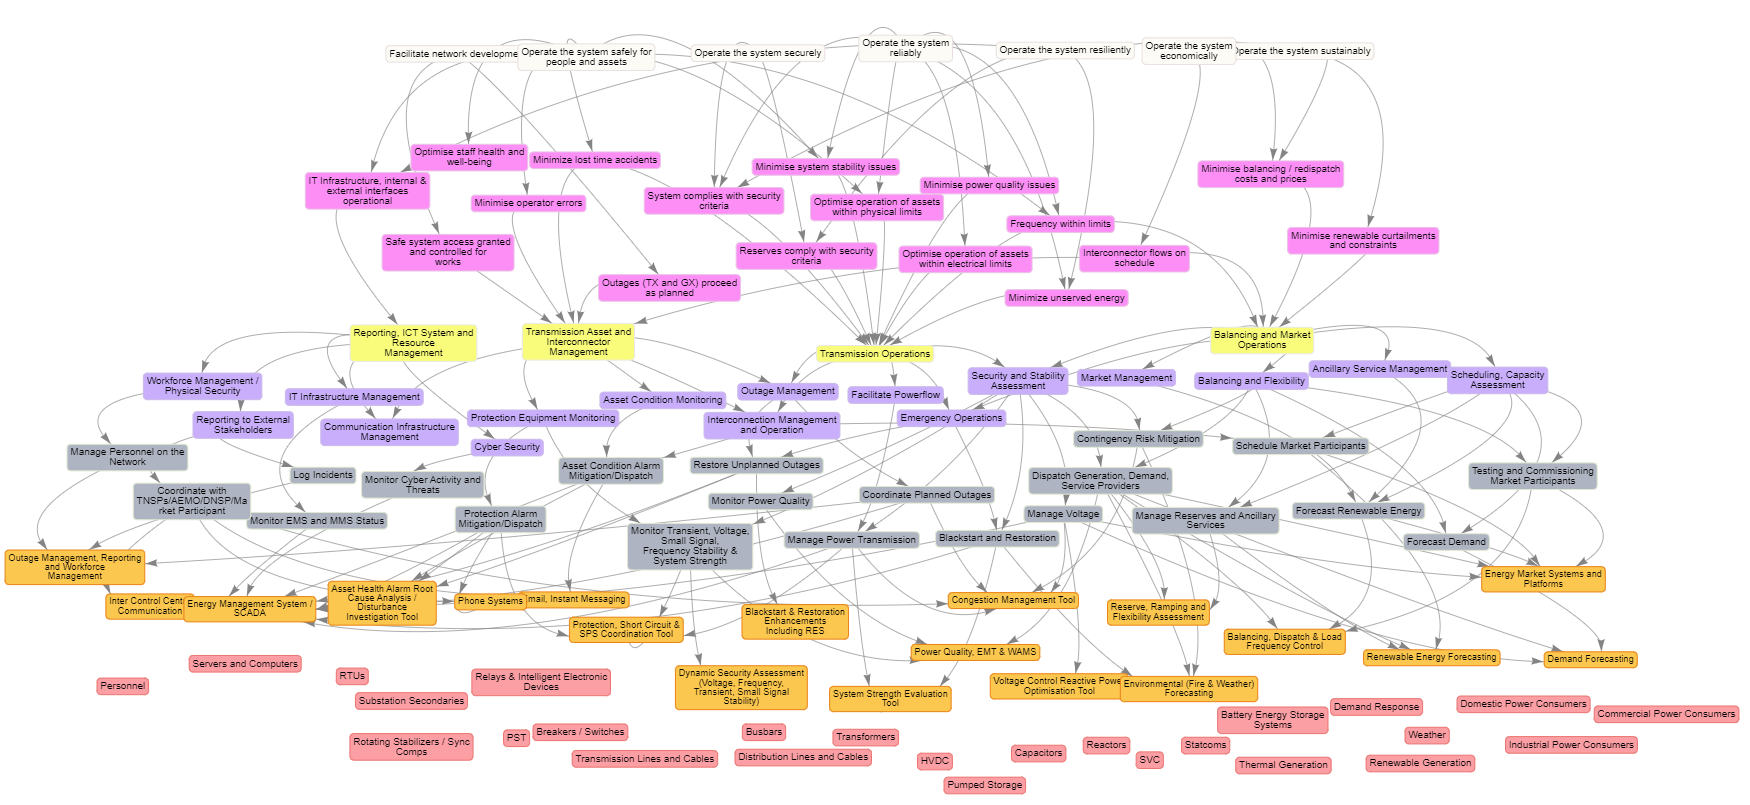 Facilitate network developme
Operate the system safely for
people and assets
Operate the system securely
Operate the system
reliably
Operate the system resiliently
Operate the system
economically
Operate the system sustainably
Optimise staff health and
well-being
Minimize lost time accidents
IT Infrastructure, internal &
external interfaces
operational
Minimise operator errors
System complies with security
criteria
Minimise system stability issues
Optimise operation of assets
within physical limits
Minimise power quality issues
Frequency within limits
Minimise balancing / redispatch
costs and prices
Safe system access granted
and controlled for
works
Reserves comply with security
criteria
Optimise operation of assets
within electrical limits
Interconnector flows on
schedule
Minimise renewable curtailments
and constraints
Outages (TX and GX) proceed
as planned
Minimize unserved energy
Reporting, ICT System and
Resource
Management
Transmission Asset and
Interconnector
Management
Transmission Operations
Balancing and Market
Operations
Workforce Management /
Physical Security
IT Infrastructure Management
Outage Management
Asset Condition Monitoring
Facilitate Powerflow
Security and Stability
Assessment
Market Management
Balancing and Flexibility
Ancillary Service Management
Scheduling, Capacity
Assessment
Reporting to External
Stakeholders
Communication Infrastructure
Management
Protection Equipment Monitoring
Cyber Security
Interconnection Management
and Operation
Emergency Operations
Manage Personnel on the
Network
Log Incidents
Monitor Cyber Activity and
Threats
Asset Condition Alarm
Mitigation/Dispatch
Restore Unplanned Outages
Contingency Risk Mitigation
Schedule Market Participants
Coordinate with
TNSPs/AEMO/DNSP/Ma
rket Participant
Monitor EMS and MMS Status
Protection Alarm
Mitigation/Dispatch
Monitor Power Quality
Coordinate Planned Outages
Dispatch Generation, Demand,
Service Providers
Testing and Commissioning
Market Participants
Monitor Transient, Voltage,
Small Signal,
Frequency Stability &
System Strength
Manage Power Transmission
Blackstart and Restoration
Manage Voltage
Manage Reserves and Ancillary
Services
Forecast Renewable Energy
Forecast Demand
Outage Management, Reporting
and Workforce
Management
Inter Control Cent
Communication
Energy Management System /
SCADA
Asset Health Alarm Root
Cause Analysis /
Disturbance
Investigation Tool
Phone Systems
mail, Instant Messaging
Protection, Short Circuit &
SPS Coordination Tool
Blackstart & Restoration
Enhancements
Including RES
Congestion Management Tool
Reserve, Ramping and
Flexibility Assessment
Energy Market Systems and
Platforms
Balancing, Dispatch & Load
Frequency Control
Power Quality, EMT & WAMS
Renewable Energy Forecasting
Demand Forecasting
Dynamic Security Assessment
(Voltage, Frequency,
Transient, Small Signal
Stability)
System Strength Evaluation
Tool
Voltage Control Reactive Powe
Optimisation Tool
Environmental (Fire & Weather)
Forecasting
Personnel
Servers and Computers
RTUs
Substation Secondaries
Relays & Intelligent Electronic
Devices
Rotating Stabilizers / Sync
Comps
PST
Breakers / Switches
Transmission Lines and Cables
Busbars
Distribution Lines and Cables
Transformers
HVDC
Pumped Storage
Capacitors
Reactors
SVC
Statcoms
Battery Energy Storage
Systems
Thermal Generation
Demand Response
Weather
Renewable Generation
Domestic Power Consumers
Industrial Power Consumers
Commercial Power Consumers